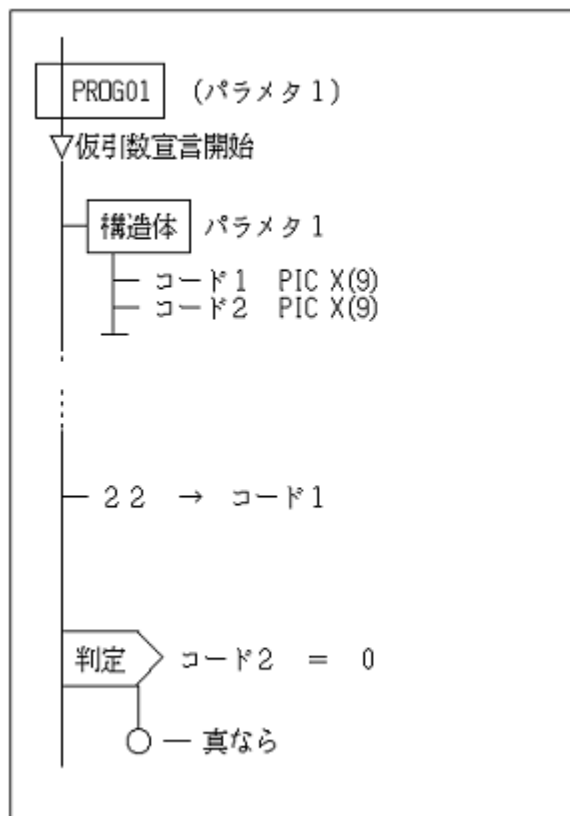 PROG01 (パラメタ1)
仮引数宣言開始
構造体 パラメタ1
コード1 PIC X(9)
コード2 PIC X(9)
22 → コード1
判定 コード2 = 0
真なら